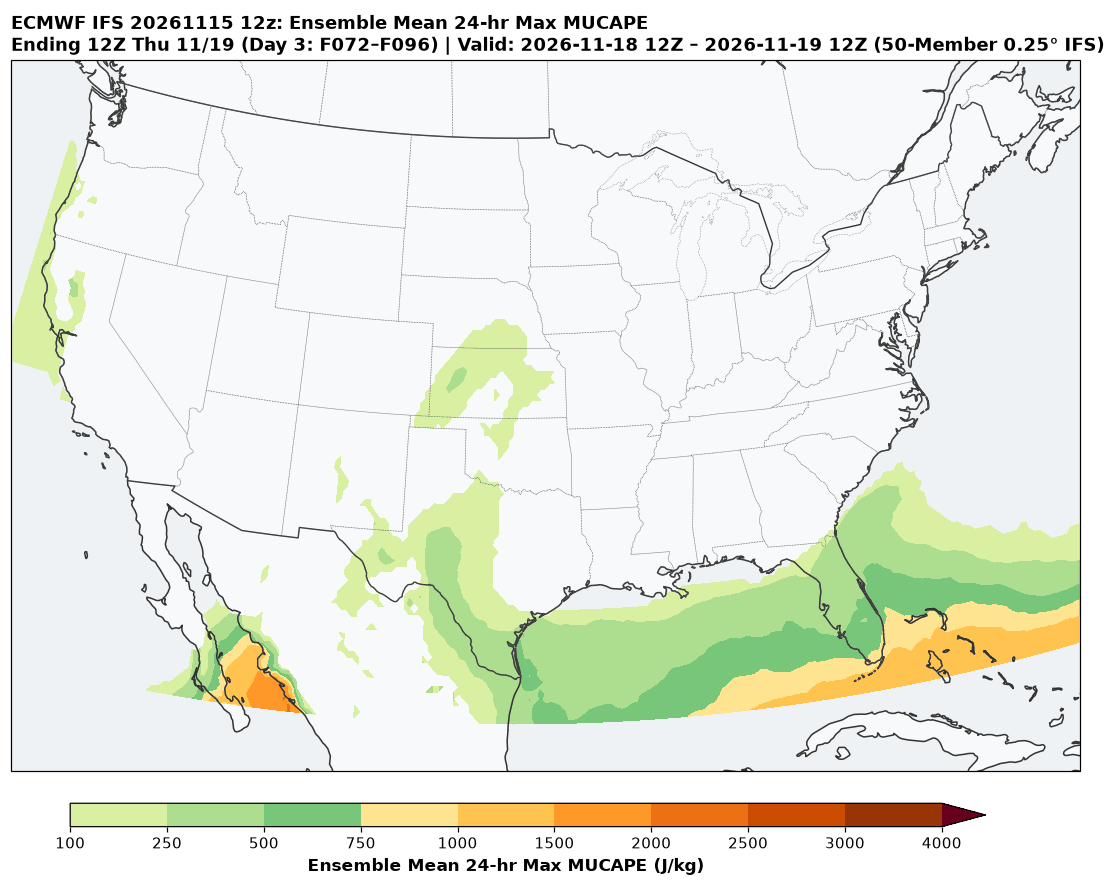 ECMWF IFS 20261115 12z: Ensemble Mean 24-hr Max MUCAPE
Ending 12Z Thu 11/19 (Day 3: F072–F096) | Valid: 2026-11-18 12Z – 2026-11-19 12Z (50-Member 0.25° IFS)
100 250 500 750 1000 1500 2000 2500 3000 4000
Ensemble Mean 24-hr Max MUCAPE (J/kg)